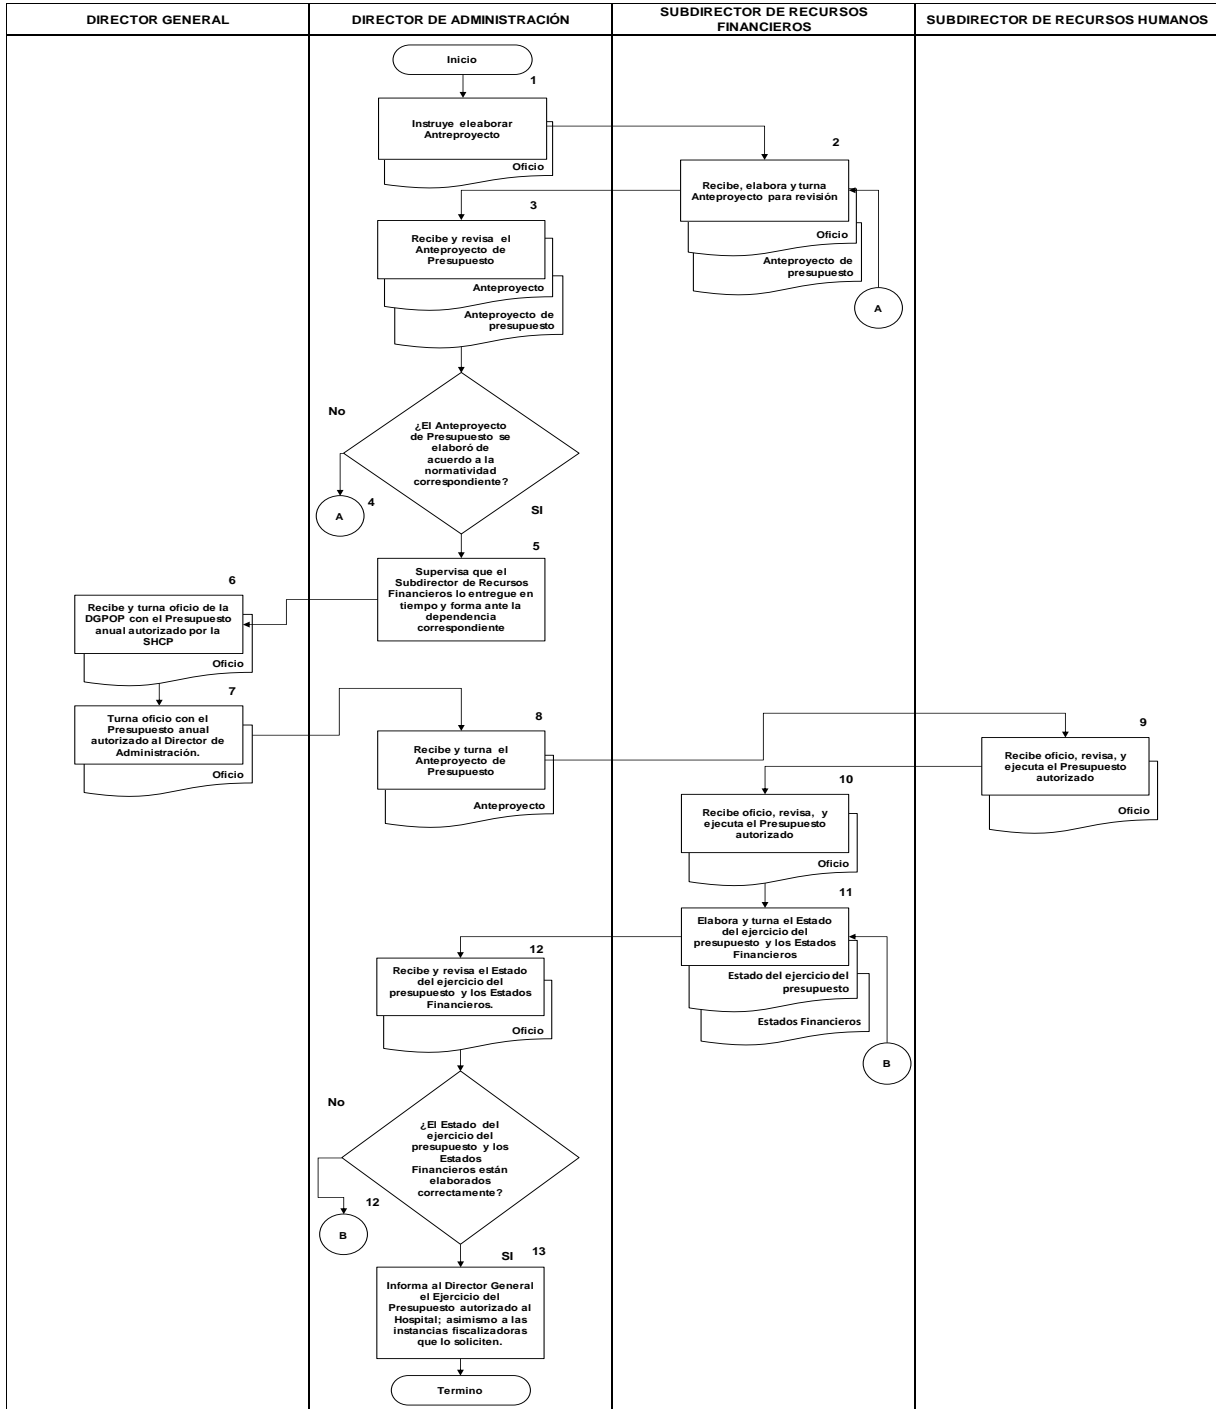 DIRECTOR GENERAL
DIRECTOR DE ADMINISTRACIÓN
SUBDIRECTOR DE RECURSOS
FINANCIEROS
SUBDIRECTOR DE RECURSOS HUMANOS
Inicio
1
Instruye eleaborar
Antreproyecto
Oficio
2
Recibe, elabora y turna
Anteproyecto para revisión
Oficio
Anteproyecto de
presupuesto
A
3
Recibe y revisa el
Anteproyecto de
Presupuesto
Anteproyecto
Anteproyecto de
presupuesto
No
¿El Anteproyecto
de Presupuesto se
elaboró de
acuerdo a la
normatividad
correspondiente?
4
A
SI
5
Supervisa que el
Subdirector de Recursos
Financieros lo entregue en
tiempo y forma ante la
dependencia
correspondiente
6
Recibe y turna oficio de la
DGPOP con el Presupuesto
anual autorizado por la
SHCP
Oficio
7
Turna oficio con el
Presupuesto anual
autorizado al Director de
Administración.
Oficio
8
Recibe y turna el
Anteproyecto de
Presupuesto
Anteproyecto
9
Recibe oficio, revisa, y
ejecuta el Presupuesto
autorizado
Oficio
10
Recibe oficio, revisa, y
ejecuta el Presupuesto
autorizado
Oficio
11
Elabora y turna el Estado
del ejercicio del
presupuesto y los Estados
Financieros
Estado del ejercicio del
presupuesto
Estados Financieros
B
12
Recibe y revisa el Estado
del ejercicio del
presupuesto y los Estados
Financieros.
Oficio
No
¿El Estado del
ejercicio del
presupuesto y los
Estados
Financieros están
elaborados
correctamente?
12
B
SI
13
Informa al Director General
el Ejercicio del
Presupuesto autorizado al
Hospital; asimismo a las
instancias fiscalizadoras
que lo soliciten.
Termino